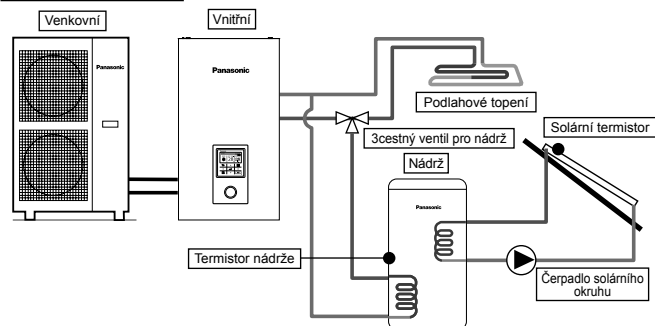 Venkovní
Vnitřní
Panasonic
Panasonic
Podlahové topení
Solární termistor
3cestný ventil pro nádrž
Nádrž
Panasonic
Termistor nádrže
Čerpadlo solárního
okruhu